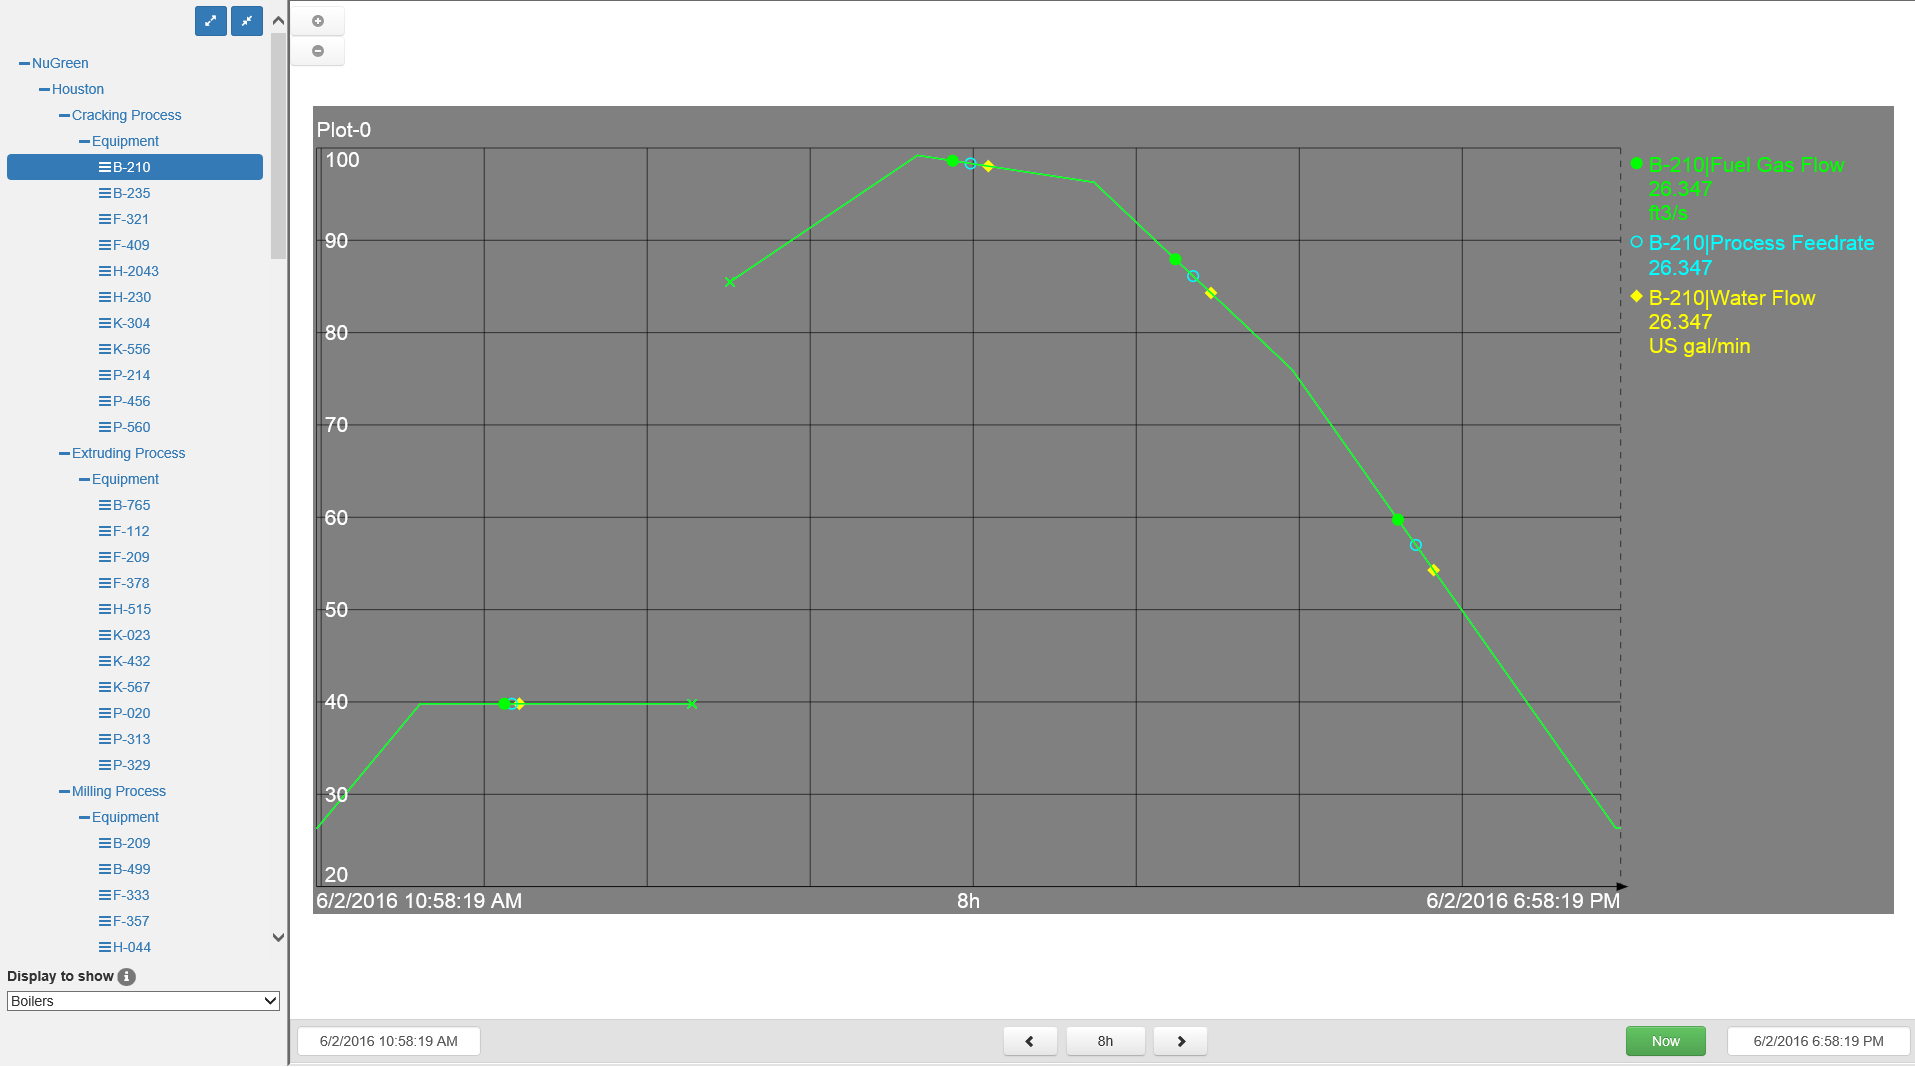 NuGreen
Houston
Cracking Process
Equipment
B-210
B-235
F-321
F-409
H-2043
H-230
K-304
K-556
P-214
P-456
P-560
Extruding Process
Equipment
B-765
F-112
F-209
F-378
H-515
K-023
K-432
K-567
P-020
P-313
P-329
Milling Process
Equipment
B-209
B-499
F-333
F-357
H-044
Display to show
Boilers
Plot-0
100
90
80
70
60
50
40
30
20
6/2/2016 10:58:19 AM 8h 6/2/2016 6:58:19 PM
B-210|Fuel Gas Flow
26.347
ft3/s
B-210|Process Feedrate
26.347
B-210|Water Flow
26.347
US gal/min
6/2/2016 10:58:19 AM 8h Now 6/2/2016 6:58:19 PM